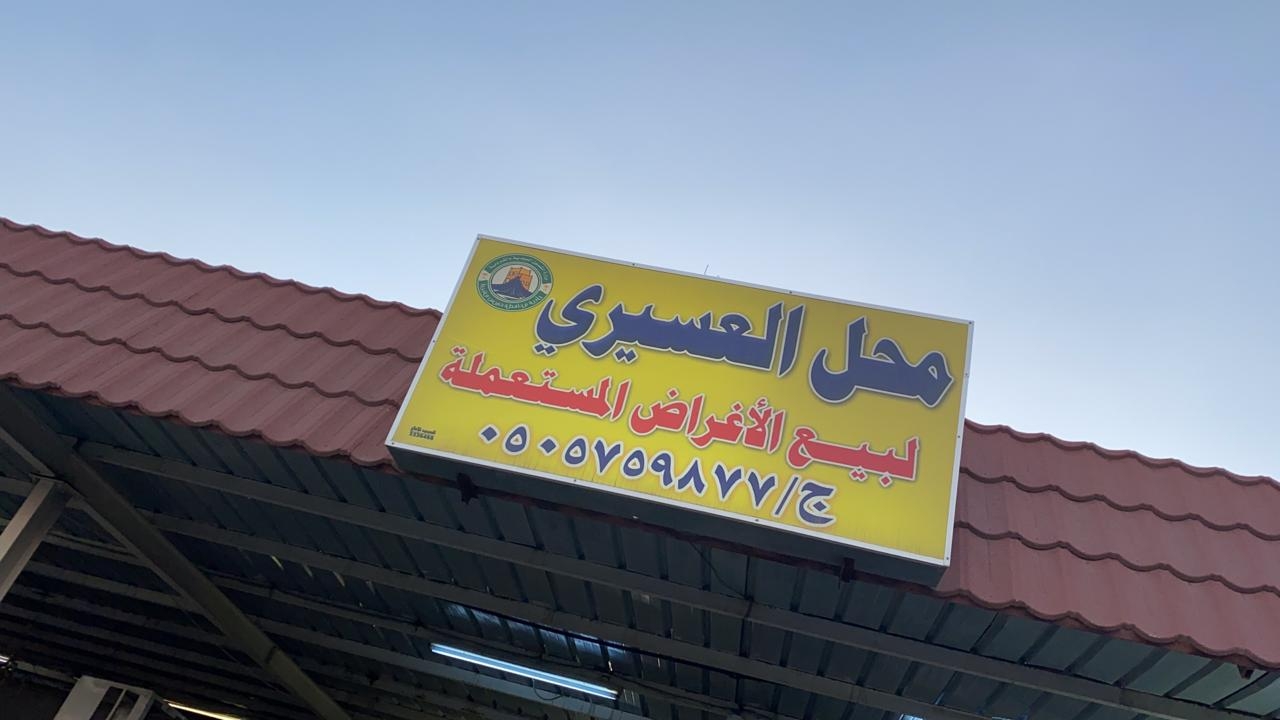 محل العسيري
لبيع الأغراض المستعملة
ج/٠٥٠٥٧٥٩٨٧٧